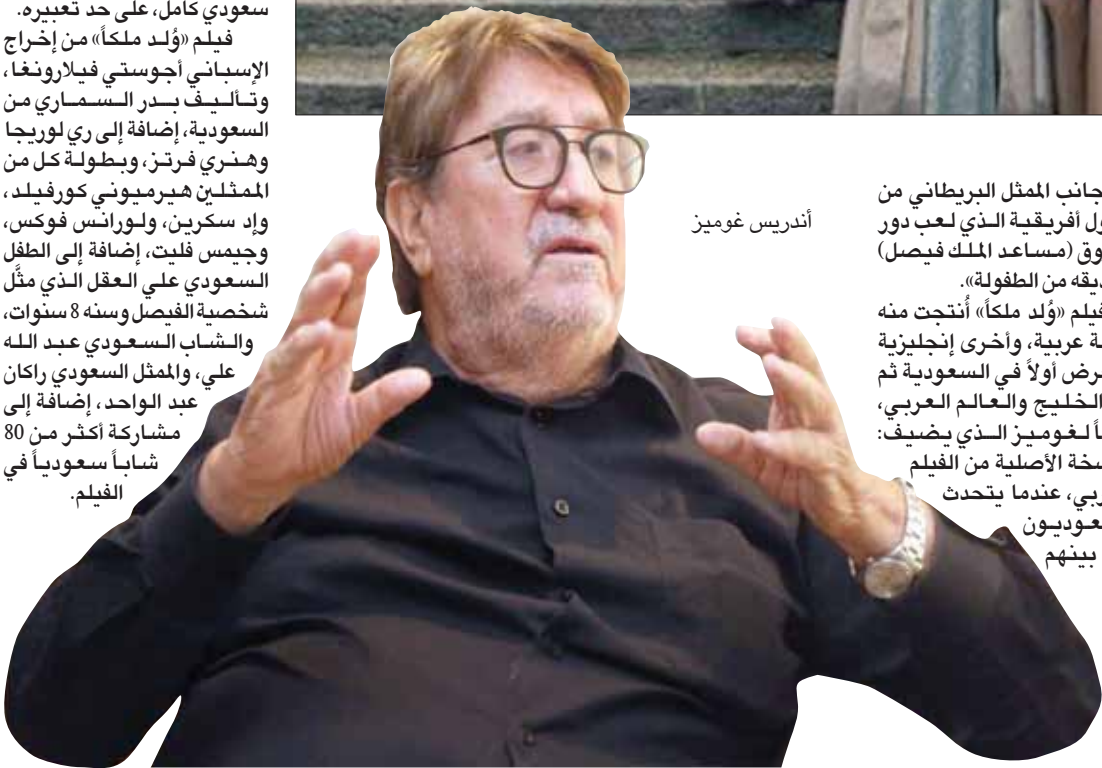 جانب الممثل البريطاني من
ول أفريقية الذي لعب دور
وق (مساعد الملك فيصل)
ديقه من الطفولة».
فيلم «وُلد ملكاً» أُنتجت منه
ة عربية، وأخرى إنجليزية
رض أولاً في السعودية ثم
الخليج والعالم العربي،
اً لغوميز الذي يضيف:
سخة الأصلية من الفيلم
ربي، عندما يتحدث
عوديون
بينهم
أندريس غوميز
سعودي كامل، على حد تعبيره.
فيلم «وُلد ملكاً» من إخراج
الإسباني أجوستي فيلارونغا،
وتأليف بدر السماري من
السعودية، إضافة إلى ري لوريجا
وهنري فرتز، وبطولة كل من
الممثلين هيرميوني كورفيلد،
وإد سكرين، ولورانس فوكس،
وجيمس فليت، إضافة إلى الطفل
السعودي علي العقل الذي مثَّل
شخصية الفيصل وسنه 8 سنوات،
والشاب السعودي عبد الله
علي، والممثل السعودي راكان
عبد الواحد، إضافة إلى
مشاركة أكثر من 80
شاباً سعودياً في
الفيلم.